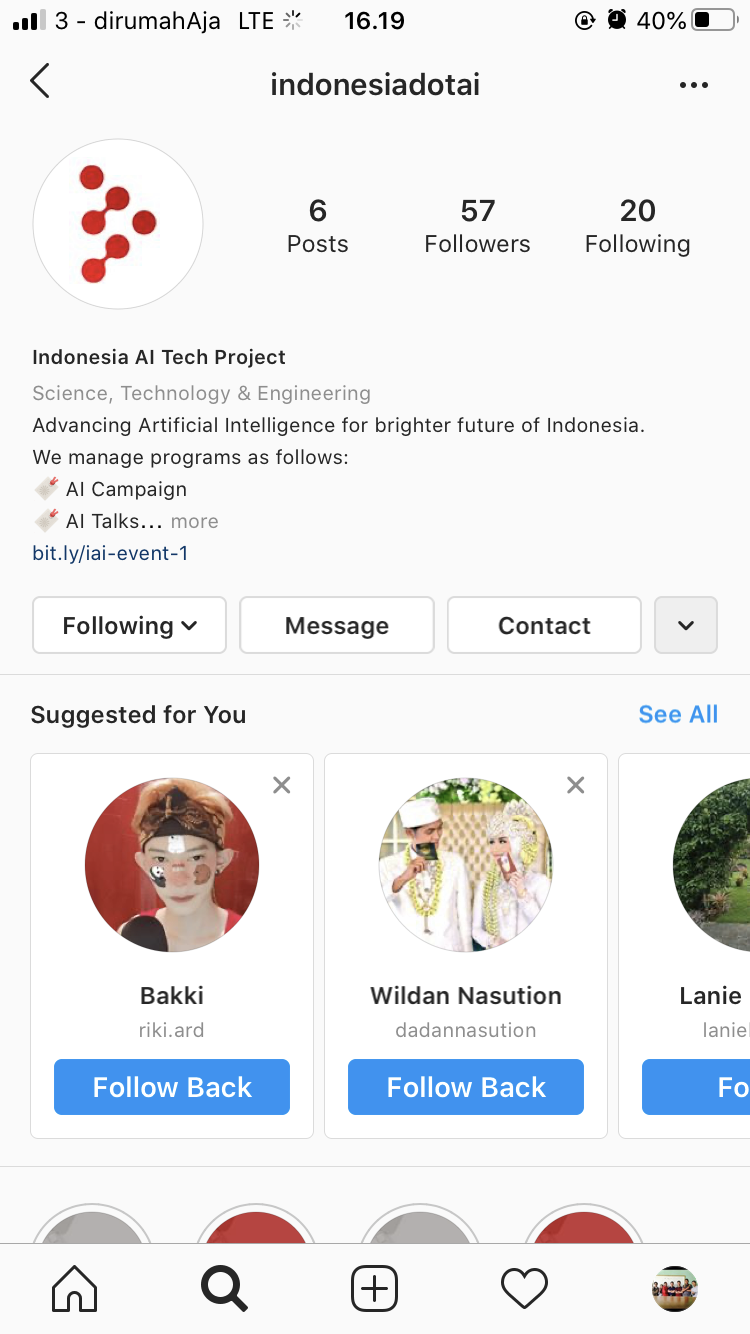 3 - dirumahAja LTE 16.19 40%
indonesiadotai
6 57 20
Posts Followers Following
Indonesia AI Tech Project
Science, Technology & Engineering
Advancing Artificial Intelligence for brighter future of Indonesia.
We manage programs as follows:
AI Campaign
AI Talks... more
bit.ly/iai-event-1
Following Message Contact
Suggested for You See All
Bakki Wildan Nasution Lanie
riki.ard dadannasution
Follow Back Follow Back Fo